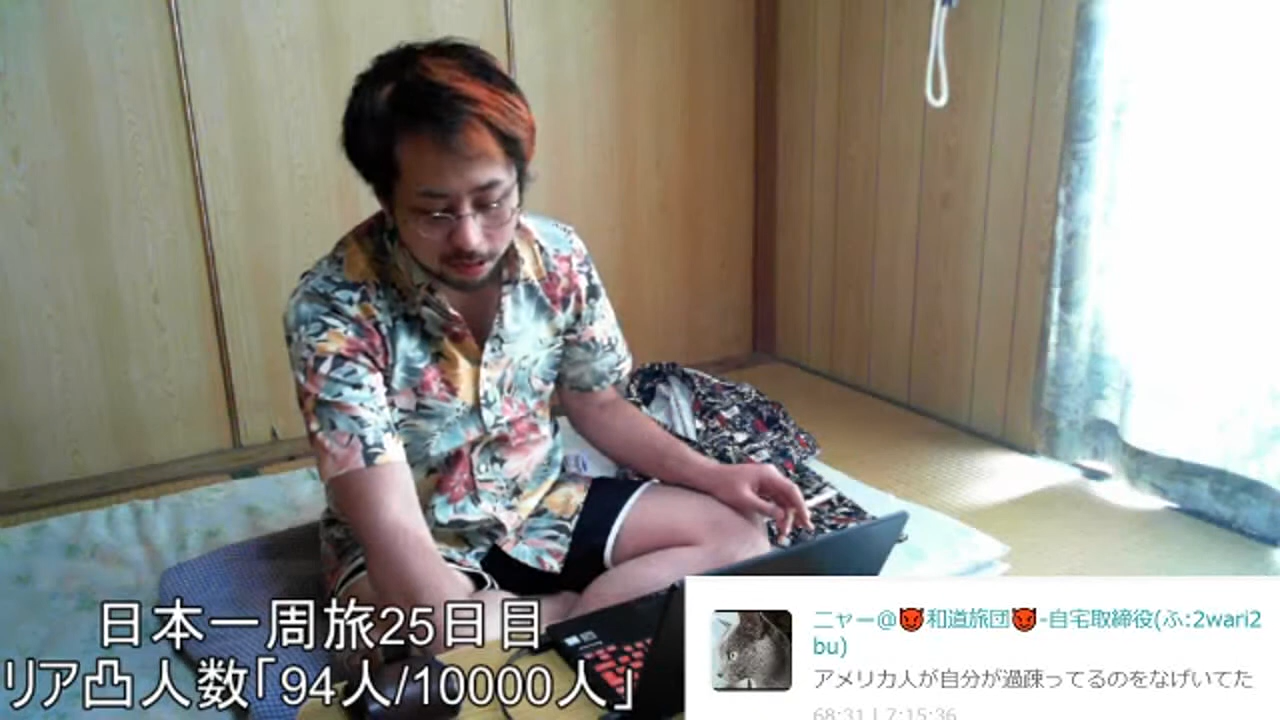 日本一周旅25日目
リア凸人数「94人/10000人」
ニャー@👿和道旅団👿-自宅取締役(ふ:2wari2
bu)
アメリカ人が自分が過疎ってるのをなげいてた
68:31 | 7:15:36